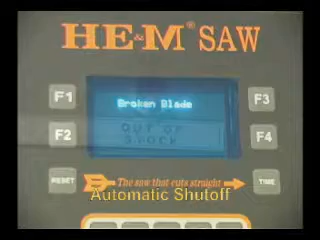 HE&M® SAW
F1
Broken Blade
F3
F2
OUT OF
STOCK
F4
RESET
The saw that cuts straight
TIME
Automatic Shutoff